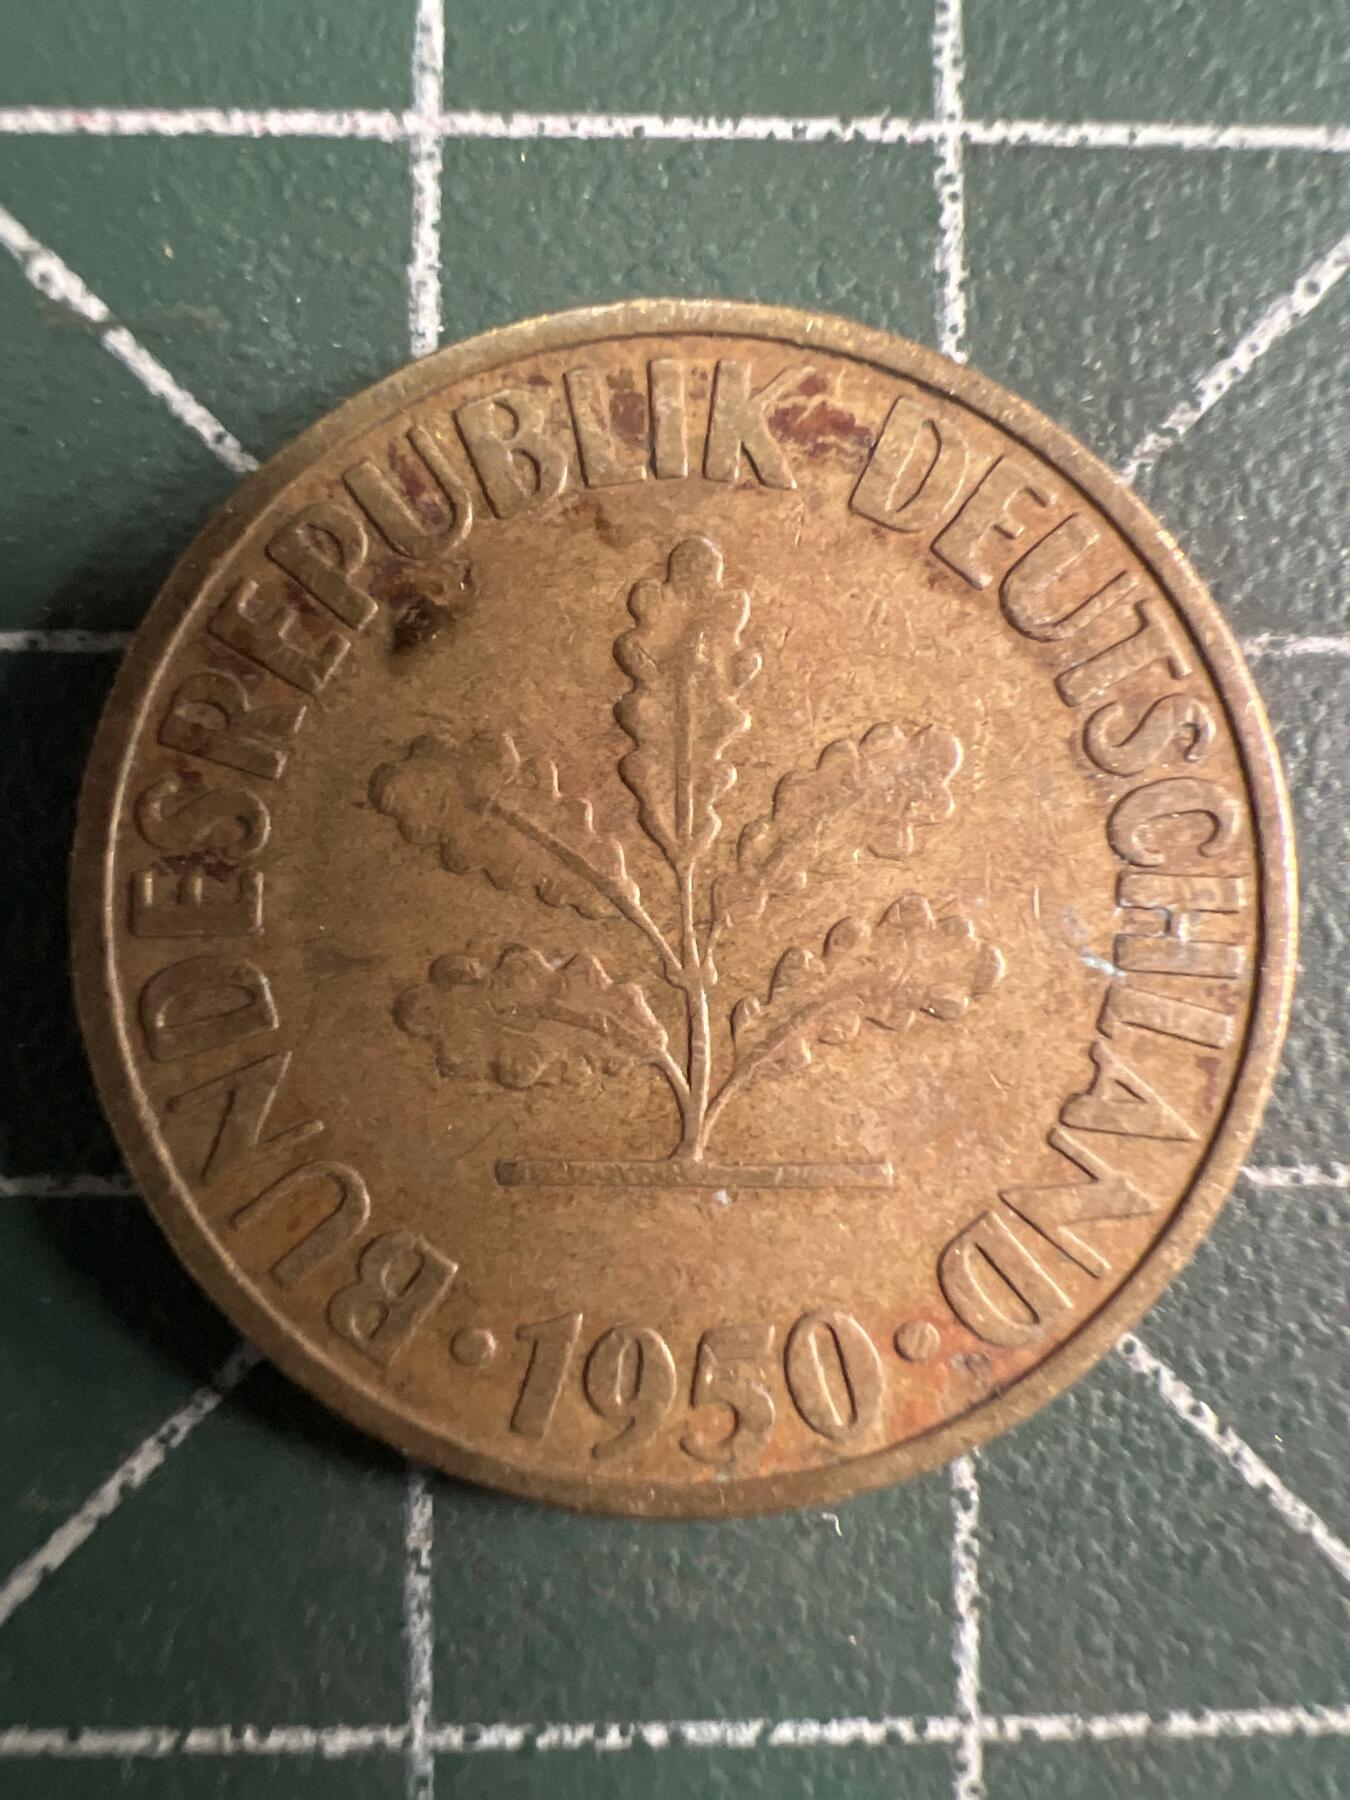 BUNDESREPUBLIK DEUTSCHLAND
· 1950 ·